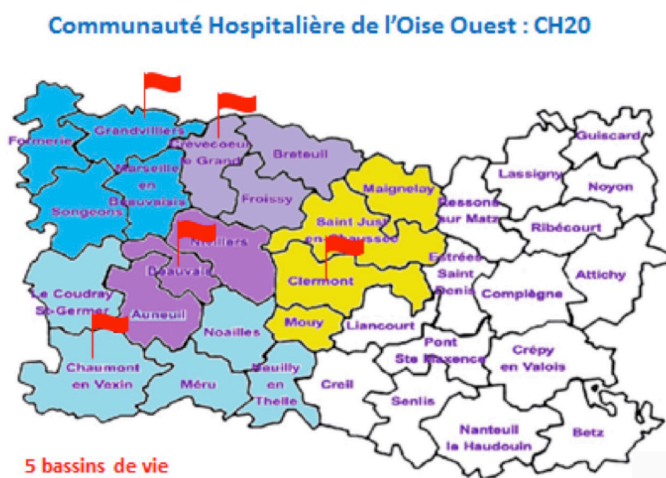 Communauté Hospitalière de l'Oise Ouest : CH20
Formerie
Grandvilliers
Crèvecoeur
le Grand
Breteuil
Marseille
en
Beauvaisis
Songeons
Froissy
Maignelay
Saint Just
en Chaussée
Ressons
sur Matz
Lassigny
Guiscard
Noyon
Ribécourt
Nivillers
Beauvais
Clermont
Estrées
Saint
Denis
Complègne
Attichy
Le Coudray
St-Germer
Auneuil
Noailles
Mouy
Liancourt
Pont
Ste Maxence
Crépy
en Valois
Chaumont
en Vexin
Méru
Neuilly
en
Thelle
Creil
Senlis
Nanteuil
le Haudouin
Betz
5 bassins de vie